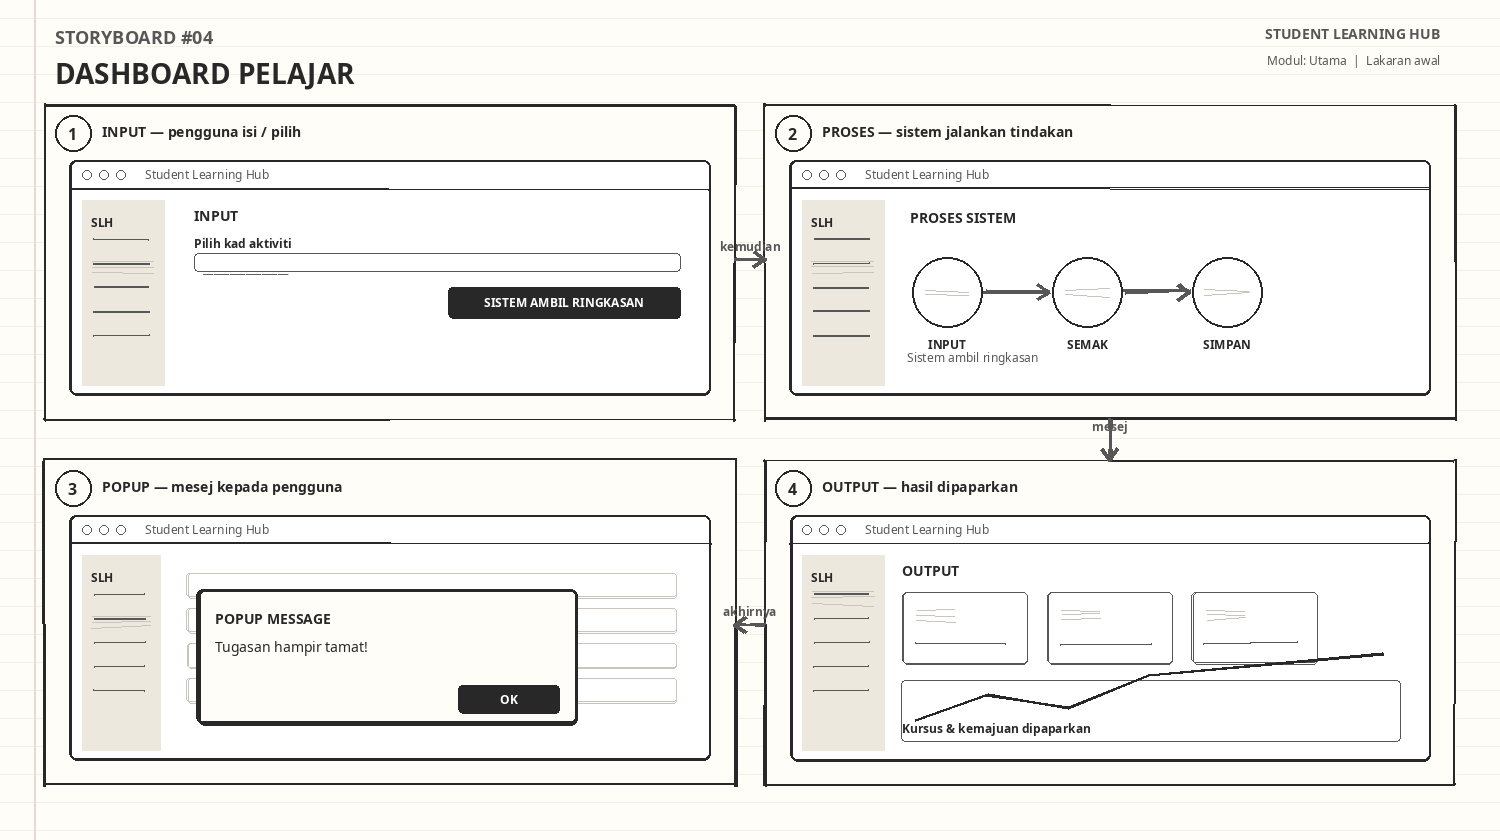 STORYBOARD #04
DASHBOARD PELAJAR
STUDENT LEARNING HUB
Modul: Utama | Lakaran awal
1
INPUT — pengguna isi / pilih
Student Learning Hub
SLH
INPUT
Pilih kad aktiviti
SISTEM AMBIL RINGKASAN
kemudian
2
PROSES — sistem jalankan tindakan
Student Learning Hub
SLH
PROSES SISTEM
INPUT
SEMAK
SIMPAN
Sistem ambil ringkasan
mesej
3
POPUP — mesej kepada pengguna
Student Learning Hub
SLH
POPUP MESSAGE
Tugasan hampir tamat!
OK
akhirnya
4
OUTPUT — hasil dipaparkan
Student Learning Hub
SLH
OUTPUT
Kursus & kemajuan dipaparkan